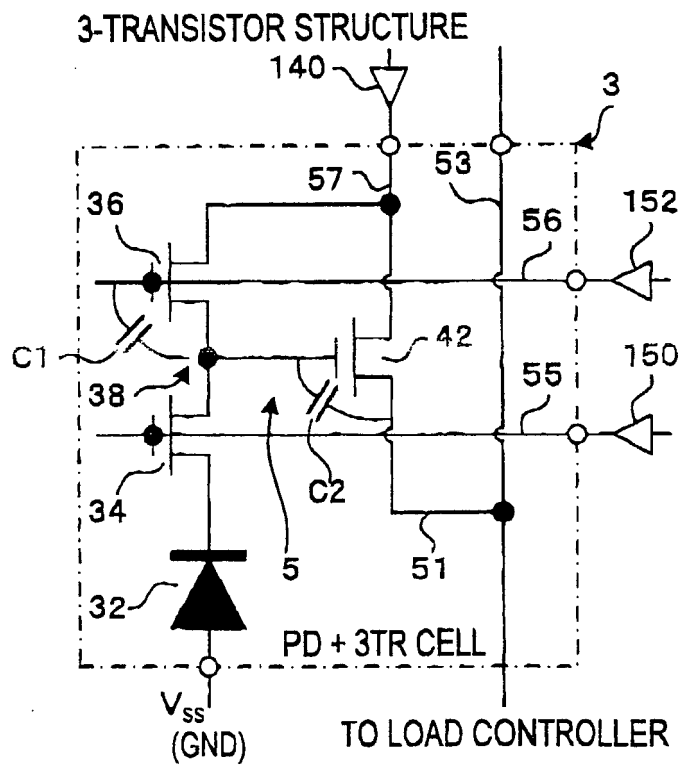 3-TRANSISTOR STRUCTURE
140
3
57
53
36
56
152
C1
42
38
55
150
34
C2
32
5
51
PD + 3TR CELL
VSS
(GND)
TO LOAD CONTROLLER